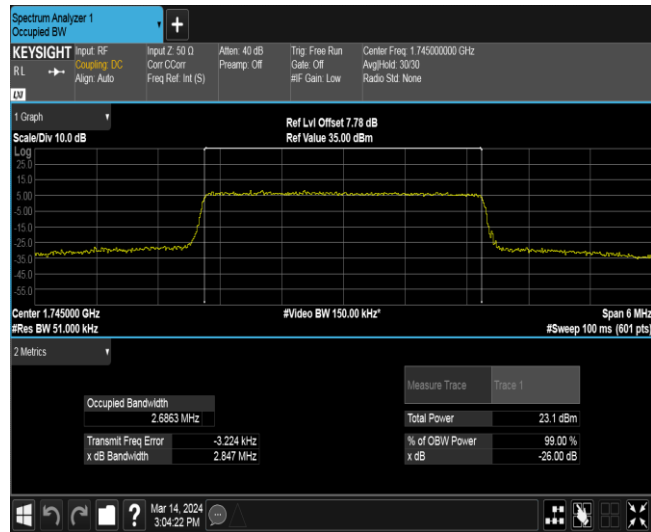 Spectrum Analyzer 1
Occupied BW
+
KEYSIGHT
RL
LXI
Input: RF
Coupling: DC
Align: Auto
Input Z: 50 Ω
Corr CCorr
Freq Ref: Int (S)
Atten: 40 dB
Preamp: Off
Trig: Free Run
Gate: Off
#IF Gain: Low
Center Freq: 1.745000000 GHz
Avg|Hold: 30/30
Radio Std: None
1 Graph
Scale/Div 10.0 dB
Ref Lvl Offset 7.78 dB
Ref Value 35.00 dBm
Log
25.0
15.0
5.00
-5.00
-15.0
-25.0
-35.0
-45.0
-55.0
Center 1.745000 GHz
#Res BW 51.000 kHz
#Video BW 150.00 kHz*
Span 6 MHz
#Sweep 100 ms (601 pts)
2 Metrics
Occupied Bandwidth
2.6863 MHz
Transmit Freq Error -3.224 kHz
x dB Bandwidth 2.847 MHz
Measure Trace Trace 1
Total Power 23.1 dBm
% of OBW Power 99.00 %
x dB -26.00 dB
?
Mar 14, 2024
3:04:22 PM